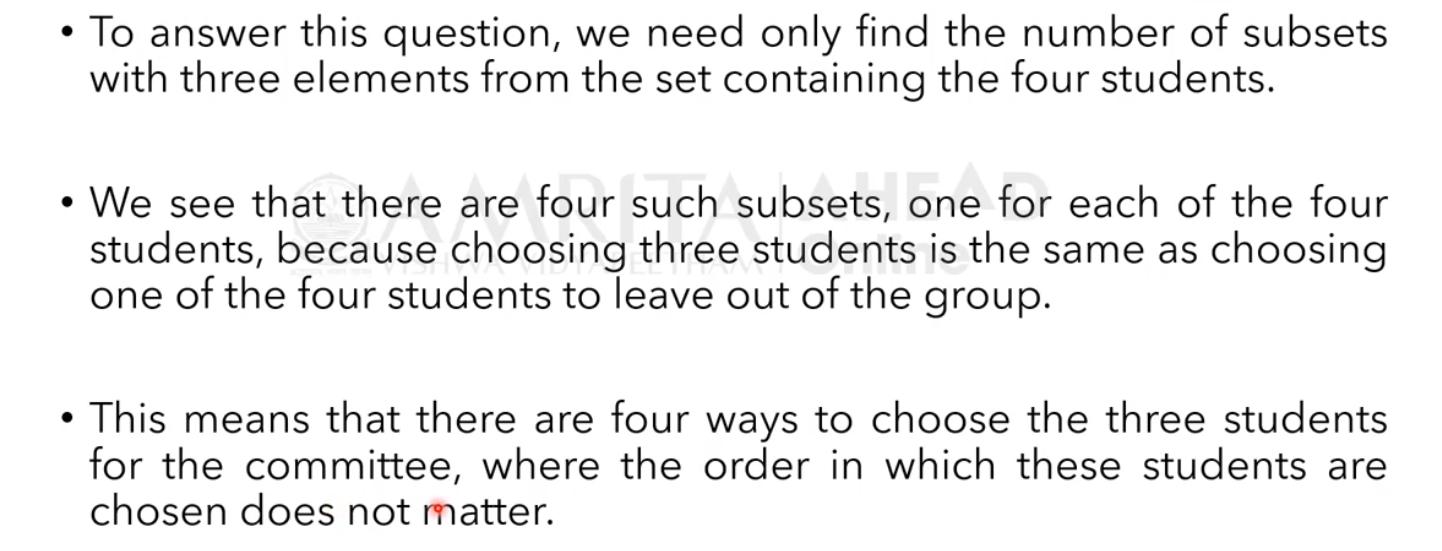 • To answer this question, we need only find the number of subsets
with three elements from the set containing the four students.
• We see that there are four such subsets, one for each of the four
students, because choosing three students is the same as choosing
one of the four students to leave out of the group.
• This means that there are four ways to choose the three students
for the committee, where the order in which these students are
chosen does not matter.
AMRITA AHEAD
VISHWA VIDYAPEETHAM Online